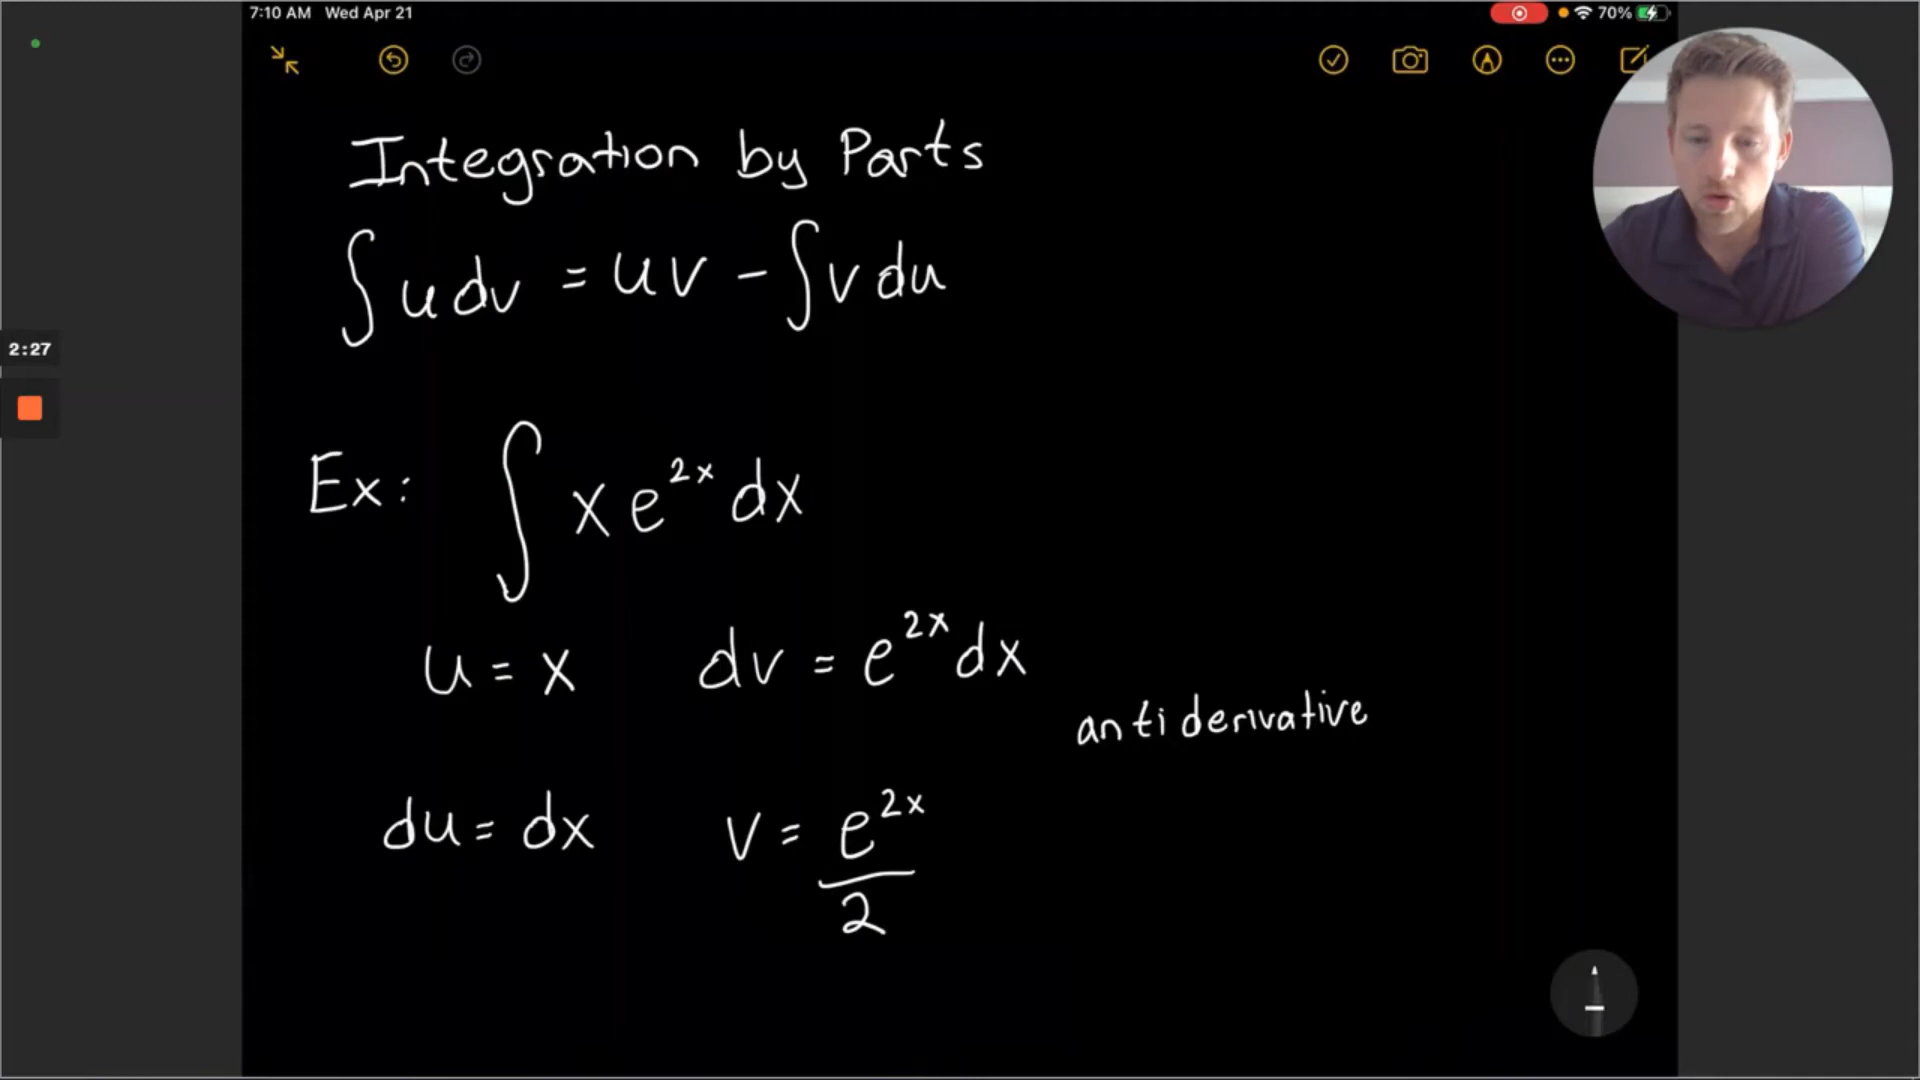 7:10 AM Wed Apr 21
70%
Integration by Parts
∫ u dv = uv - ∫ v du
2:27
Ex: ∫ x e^{2x} dx
u = x dv = e^{2x} dx
antiderivative
du = dx v = e^{2x}/2